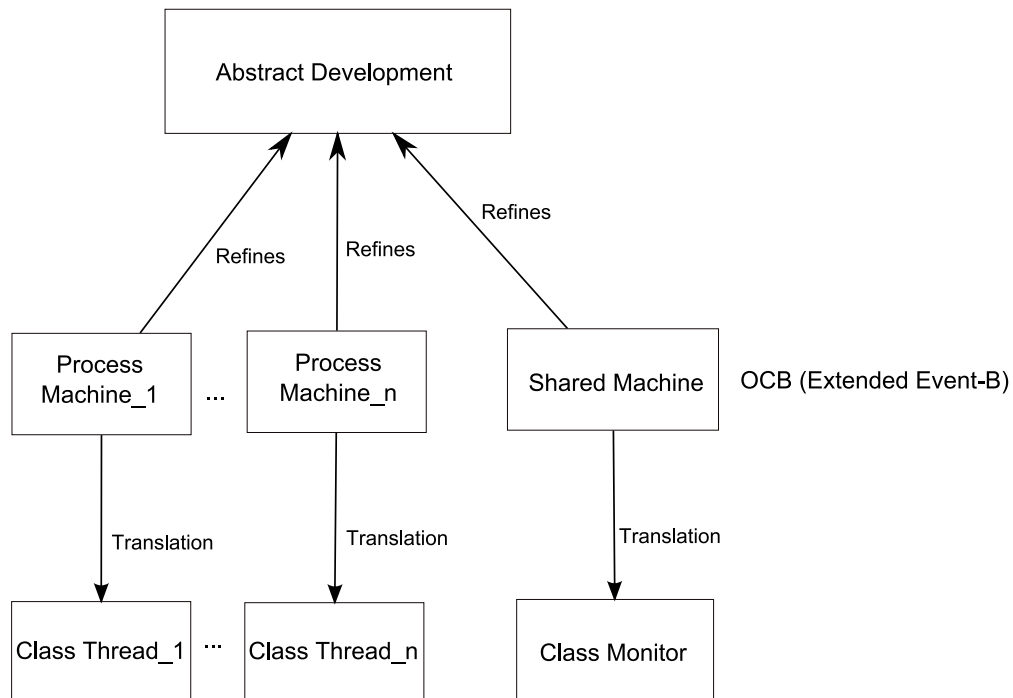 Abstract Development
Refines
Refines
Refines
Process
Machine_1
...
Process
Machine_n
Shared Machine
OCB (Extended Event-B)
Translation
Translation
Translation
Class Thread_1
...
Class Thread_n
Class Monitor